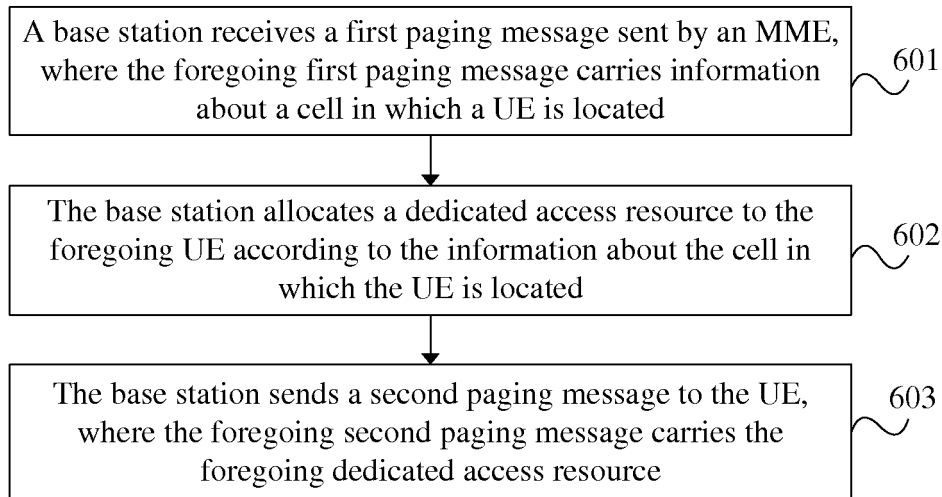 A base station receives a first paging message sent by an MME,
where the foregoing first paging message carries information
about a cell in which a UE is located
601
The base station allocates a dedicated access resource to the
foregoing UE according to the information about the cell in
which the UE is located
602
The base station sends a second paging message to the UE,
where the foregoing second paging message carries the
foregoing dedicated access resource
603